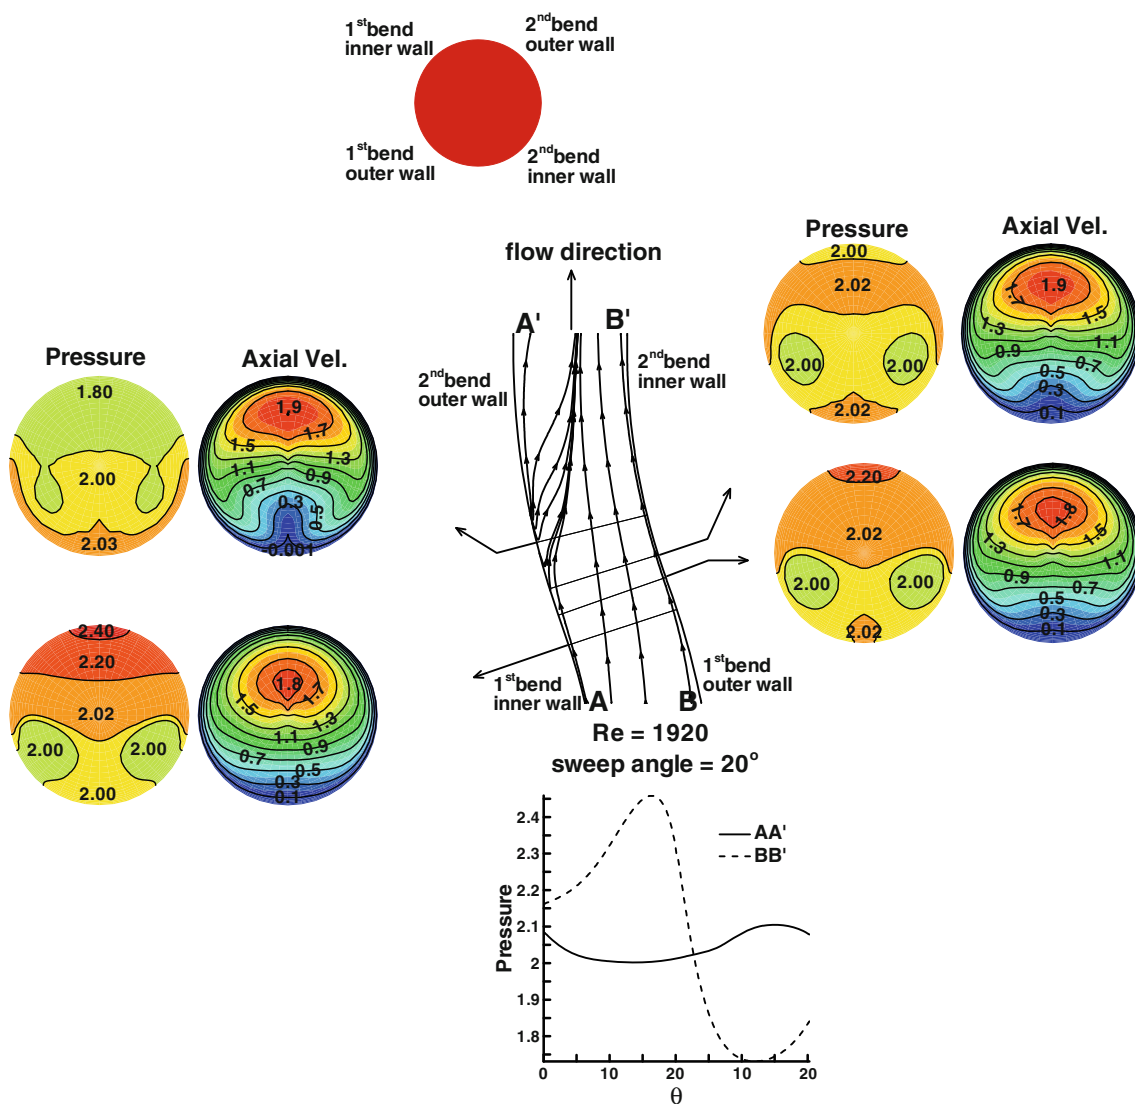 1st bend
inner wall
2nd bend
outer wall
1st bend
outer wall
2nd bend
inner wall
flow direction
A'
B'
2nd bend
outer wall
2nd bend
inner wall
1st bend
inner wall
1st bend
outer wall
A
B
Re = 1920
sweep angle = 20°
Pressure
Axial Vel.
1.80
2.00
2.03
1.9
1.7
1.5
1.3
1.1
0.9
0.7
0.5
0.3
-0.001
2.40
2.20
2.02
2.00
2.00
2.00
1.8
1.7
1.5
1.3
1.1
0.9
0.7
0.5
0.3
0.1
Pressure
Axial Vel.
2.00
2.02
2.00
2.00
2.02
1.9
1.7
1.5
1.3
1.1
0.9
0.7
0.5
0.3
0.1
2.20
2.02
2.00
2.00
2.02
1.7
1.8
1.5
1.3
1.1
0.9
0.7
0.5
0.3
0.1
Pressure
2.4
2.3
2.2
2.1
2
1.9
1.8
AA'
BB'
0
10
20
10
20
θ